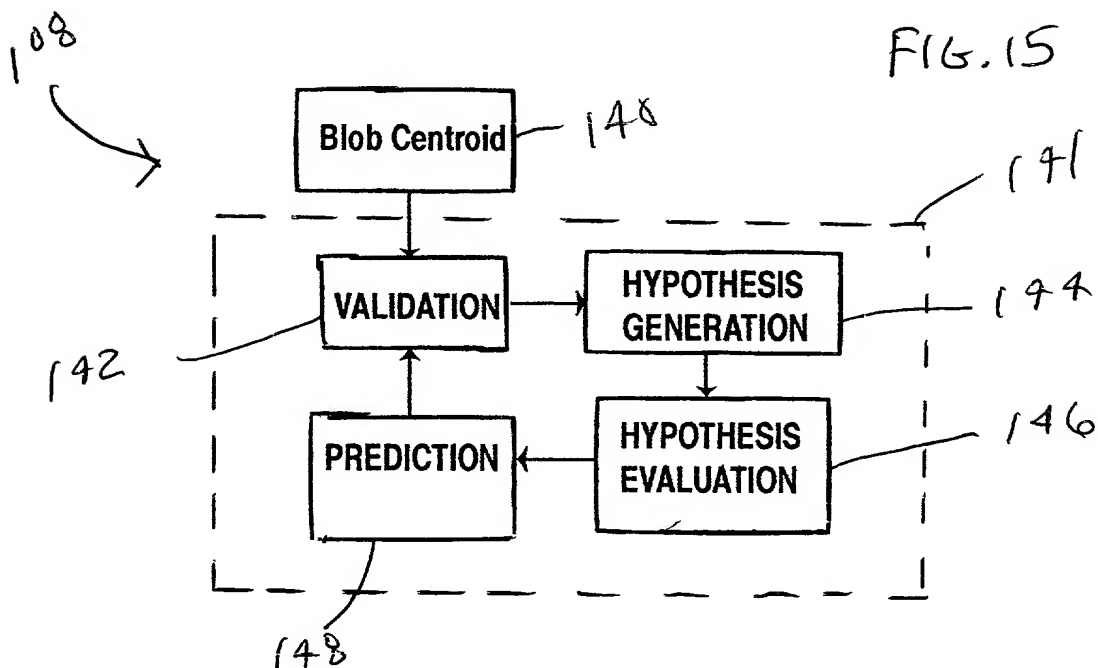 108
FIG. 15
Blob Centroid
140
141
VALIDATION
HYPOTHESIS
GENERATION
144
142
PREDICTION
HYPOTHESIS
EVALUATION
146
148